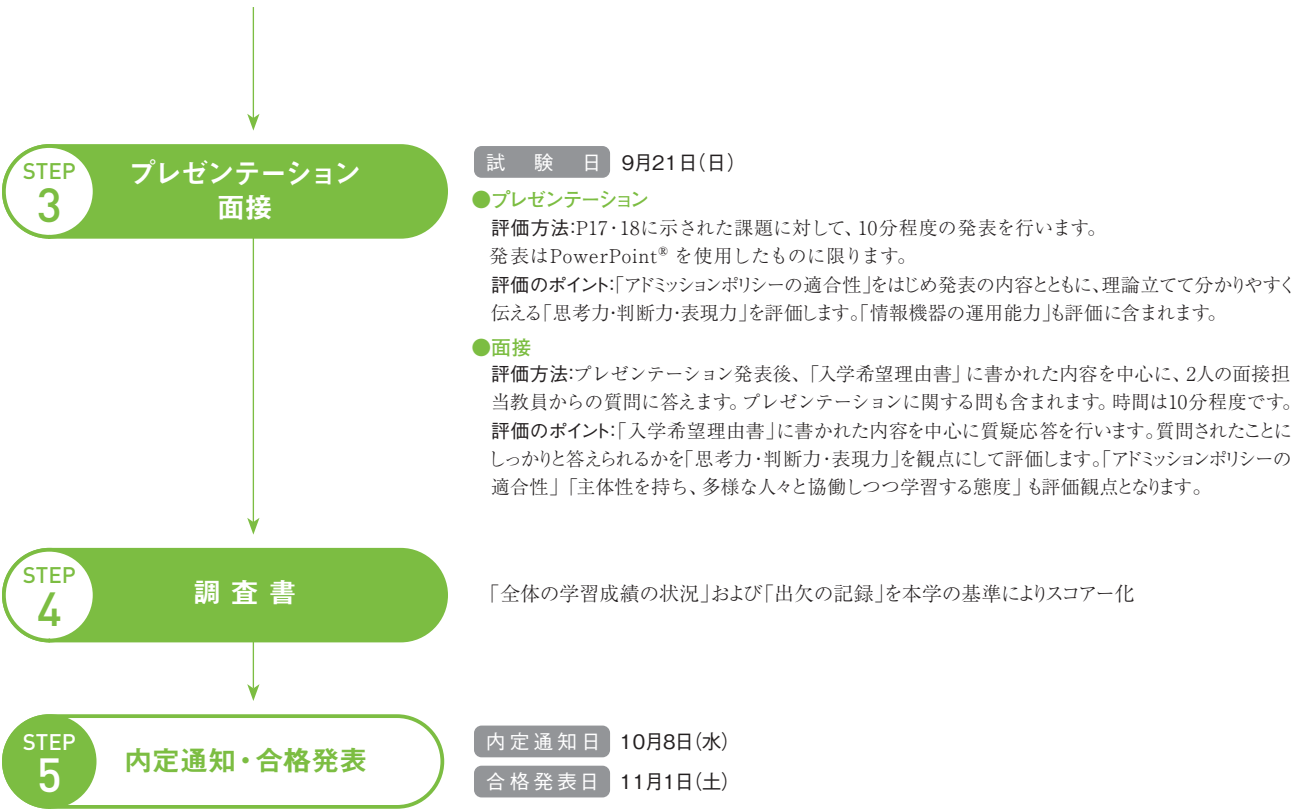 STEP
3
プレゼンテーション
面接
試験日 9月21日(日)
●プレゼンテーション
評価方法:P17・18に示された課題に対して、10分程度の発表を行います。
発表はPowerPoint® を使用したものに限ります。
評価のポイント:「アドミッションポリシーの適合性」をはじめ発表の内容とともに、理論立てて分かりやすく
伝える「思考力・判断力・表現力」を評価します。「情報機器の運用能力」も評価に含まれます。
●面接
評価方法:プレゼンテーション発表後、「入学希望理由書」に書かれた内容を中心に、2人の面接担
当教員からの質問に答えます。プレゼンテーションに関する問も含まれます。時間は10分程度です。
評価のポイント:「入学希望理由書」に書かれた内容を中心に質疑応答を行います。質問されたことに
しっかりと答えられるかを「思考力・判断力・表現力」を観点にして評価します。「アドミッションポリシーの
適合性」「主体性を持ち、多様な人々と協働しつつ学習する態度」も評価観点となります。
STEP
4
調査書
「全体の学習成績の状況」および「出欠の記録」を本学の基準によりスコアー化
STEP
5
内定通知・合格発表
内定通知日 10月8日(水)
合格発表日 11月1日(土)